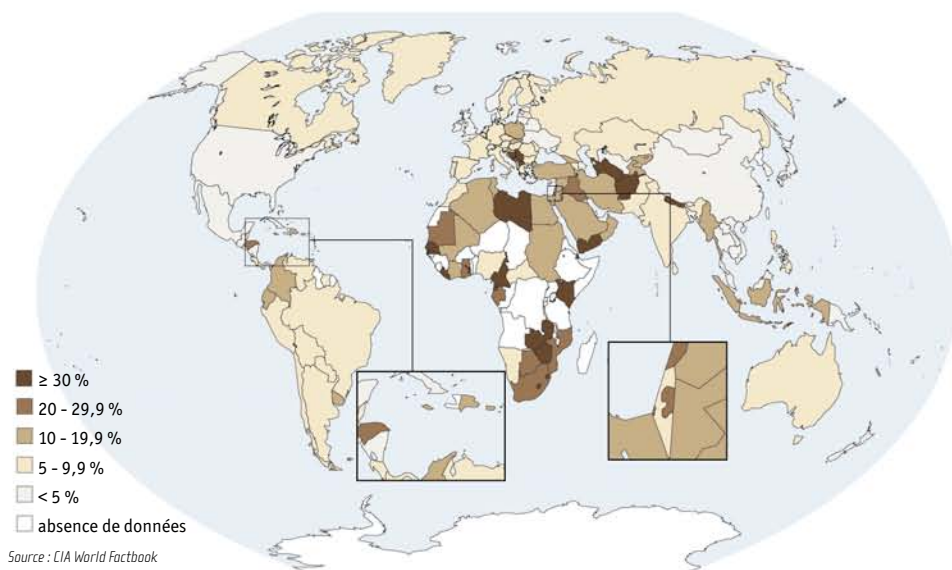 ≥ 30 %
20 - 29,9 %
10 - 19,9 %
5 - 9,9 %
< 5 %
absence de données
Source : CIA World Factbook